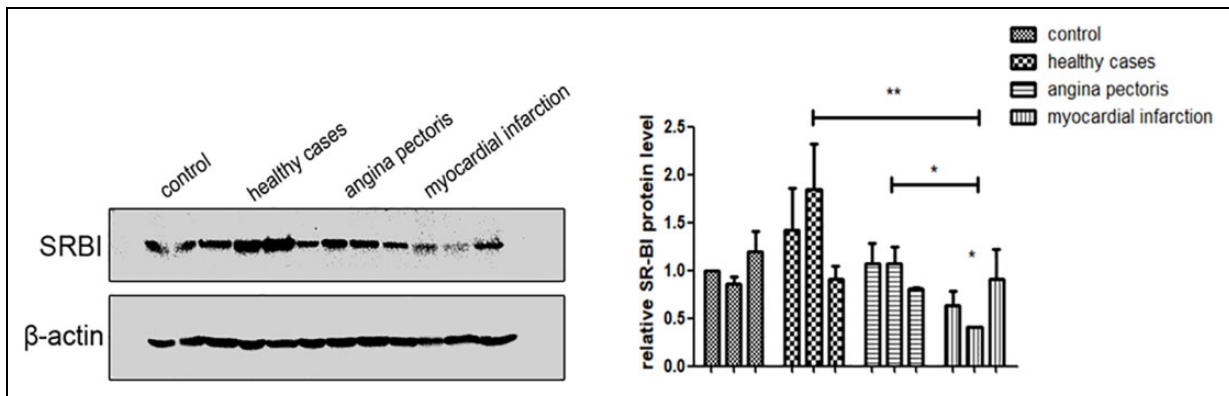 control
healthy cases
angina pectoris
myocardial infarction
SRBI
β-actin
control
healthy cases
angina pectoris
myocardial infarction
**
*
*
relative SR-BI protein level
2.5
2.0
1.5
1.0
0.5
0.0